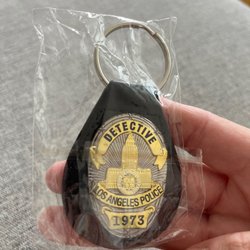 DETECTIVE
LOS ANGELES POLICE
1973